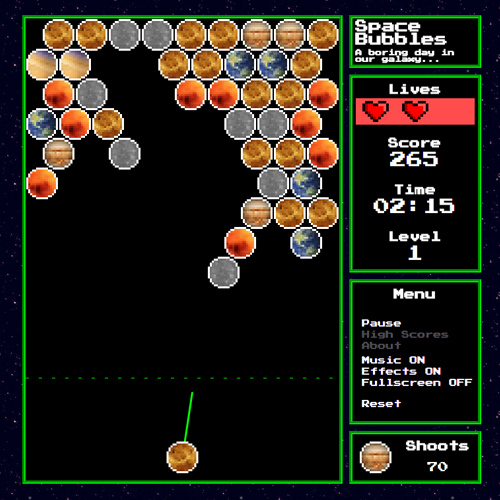 Space
Bubbles
A boring day in
our galaxy...
Lives
Score
265
Time
02:15
Level
1
Menu
Pause
High Scores
About
Music ON
Effects ON
Fullscreen OFF
Reset
Shoots
70